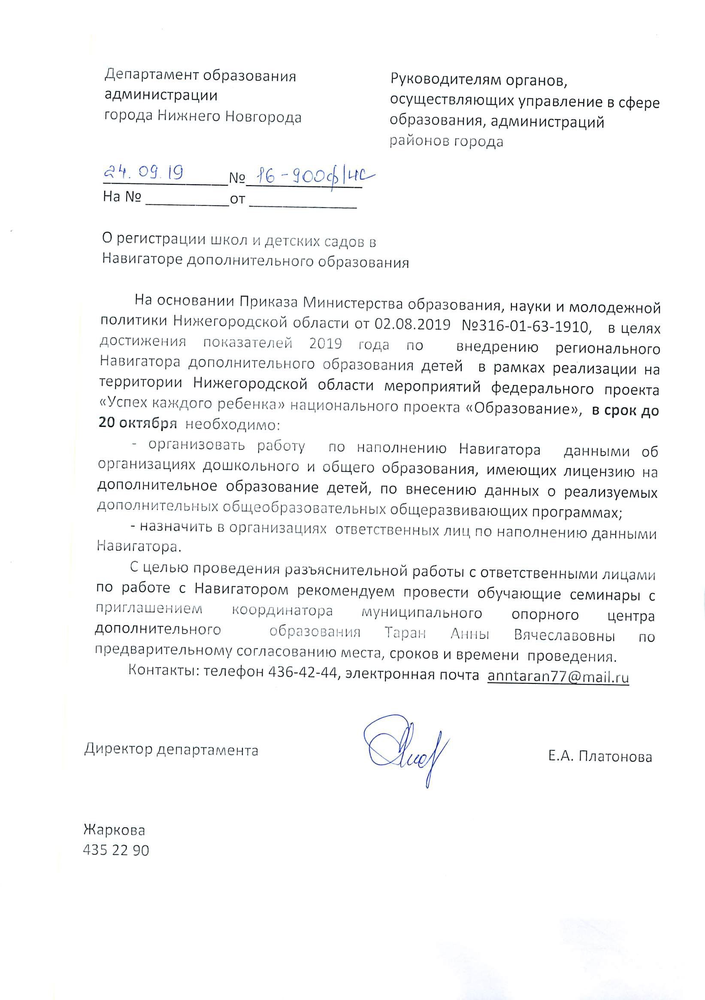 Департамент образования
администрации
города Нижнего Новгорода
Руководителям органов,
осуществляющих управление в сфере
образования, администраций
районов города
24.09.19 № 16-900ф/ис
На № ____________ от ________________
О регистрации школ и детских садов в
Навигаторе дополнительного образования
На основании Приказа Министерства образования, науки и молодежной
политики Нижегородской области от 02.08.2019 №316-01-63-1910, в целях
достижения показателей 2019 года по внедрению регионального
Навигатора дополнительного образования детей в рамках реализации на
территории Нижегородской области мероприятий федерального проекта
«Успех каждого ребенка» национального проекта «Образование», в срок до
20 октября необходимо:
- организовать работу по наполнению Навигатора данными об
организациях дошкольного и общего образования, имеющих лицензию на
дополнительное образование детей, по внесению данных о реализуемых
дополнительных общеобразовательных общеразвивающих программах;
- назначить в организациях ответственных лиц по наполнению данными
Навигатора.
С целью проведения разъяснительной работы с ответственными лицами
по работе с Навигатором рекомендуем провести обучающие семинары с
приглашением координатора муниципального опорного центра
дополнительного образования Таран Анны Вячеславовны по
предварительному согласованию места, сроков и времени проведения.
Контакты: телефон 436-42-44, электронная почта anntaran77@mail.ru
Директор департамента
Е.А. Платонова
Жаркова
435 22 90